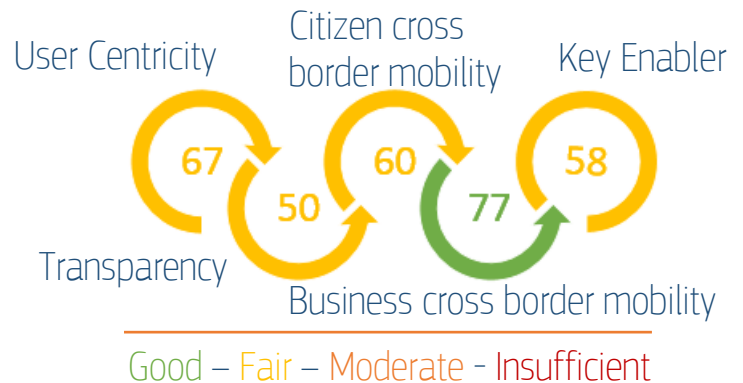 User Centricity
Citizen cross
border mobility
Key Enabler
67
60
58
50
77
Transparency
Business cross border mobility
Good – Fair – Moderate - Insufficient